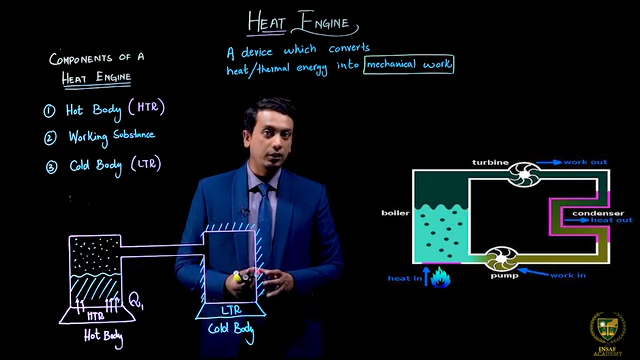 HEAT ENGINE
A device which converts
heat/thermal energy into mechanical work
COMPONENTS OF A
HEAT ENGINE
① Hot Body (HTR)
② Working Substance
③ Cold Body (LTR)
Q1
HTR
Hot Body
LTR
Cold Body
turbine
work out
boiler
condenser
heat out
heat in
pump
work in
INSAF
ACADEMY